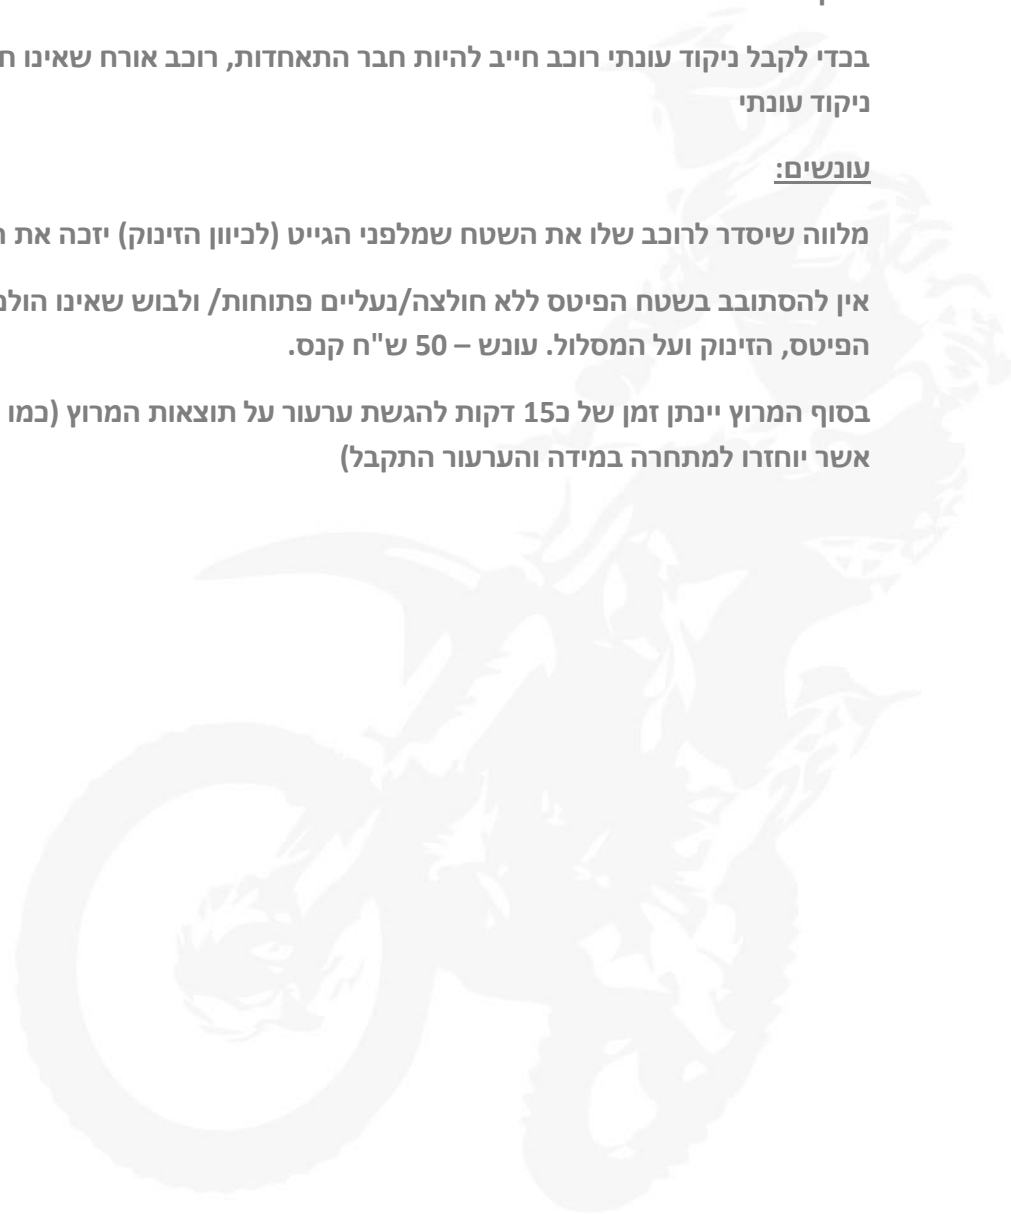 בכדי לקבל ניקוד עונתי רוכב חייב להיות חבר התאחדות, רוכב אורח שאינו
ניקוד עונתי
עונשים:
מלווה שיסדר לרוכב שלו את השטח שמלפני הגייט (לכיוון הזינוק) יזכה את
אין להסתובב בשטח הפיטס ללא חולצה/נעליים פתוחות/ ולבוש שאינו
הפיטס, הזינוק ועל המסלול. עונש – 50 ש"ח קנס.
בסוף המרוץ יינתן זמן של כ15 דקות להגשת ערעור על תוצאות המרוץ (כמו
אשר יוחזרו למתחרה במידה והערעור התקבל)